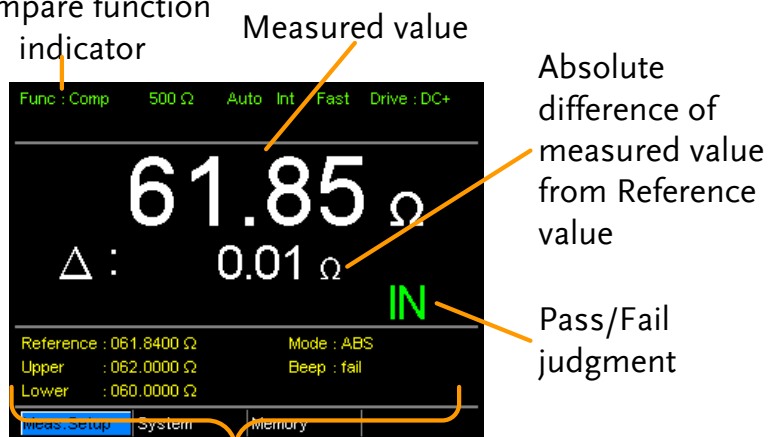 mpare function
indicator
Measured value
Absolute
difference of
measured value
from Reference
value
Pass/Fail
judgment
Func : Comp 500 Ω Auto Int Fast Drive : DC+
61.85 Ω
Δ : 0.01 Ω
IN
Reference : 061.8400 Ω Mode : ABS
Upper : 062.0000 Ω Beep : fail
Lower : 060.0000 Ω
Meas. Setup System Memory